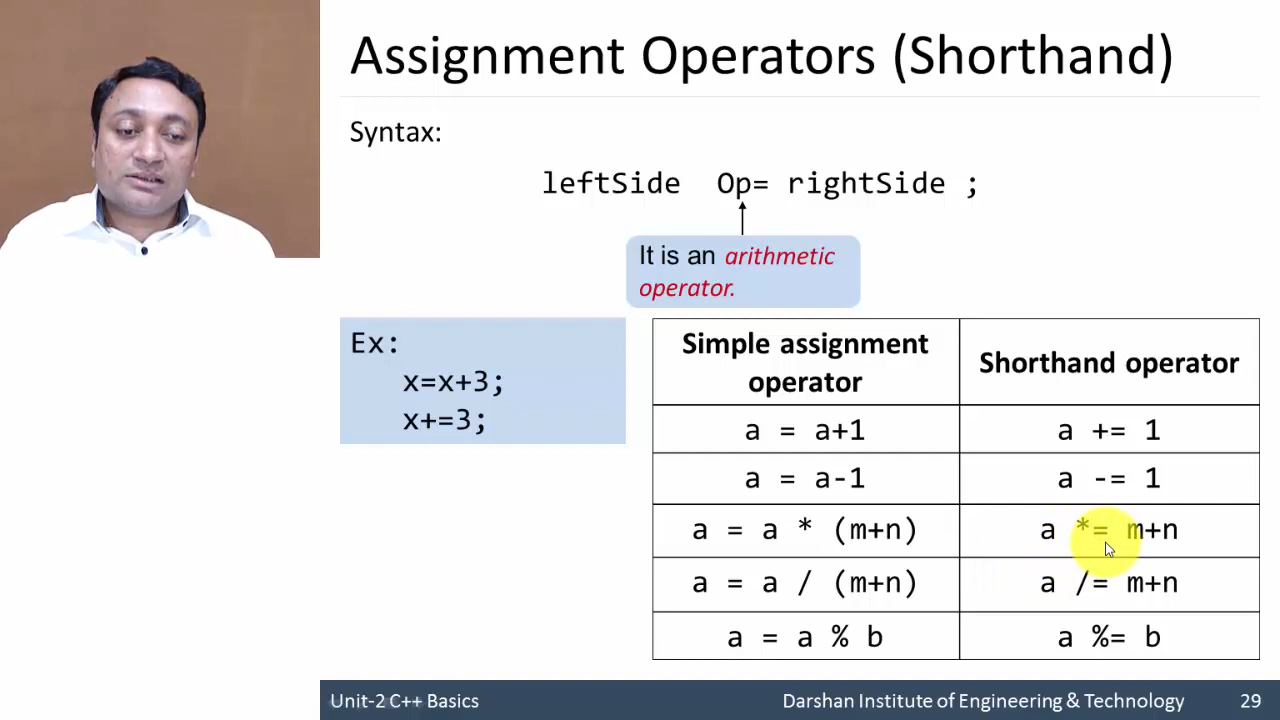 Assignment Operators (Shorthand)
Syntax:
leftSide Op= rightSide ;
It is an arithmetic
operator.
Ex:
x=x+3;
x+=3;
Simple assignment
operator
Shorthand operator
a = a+1
a += 1
a = a-1
a -= 1
a = a * (m+n)
a *= m+n
a = a / (m+n)
a /= m+n
a = a % b
a %= b
Unit-2 C++ Basics
Darshan Institute of Engineering & Technology
29